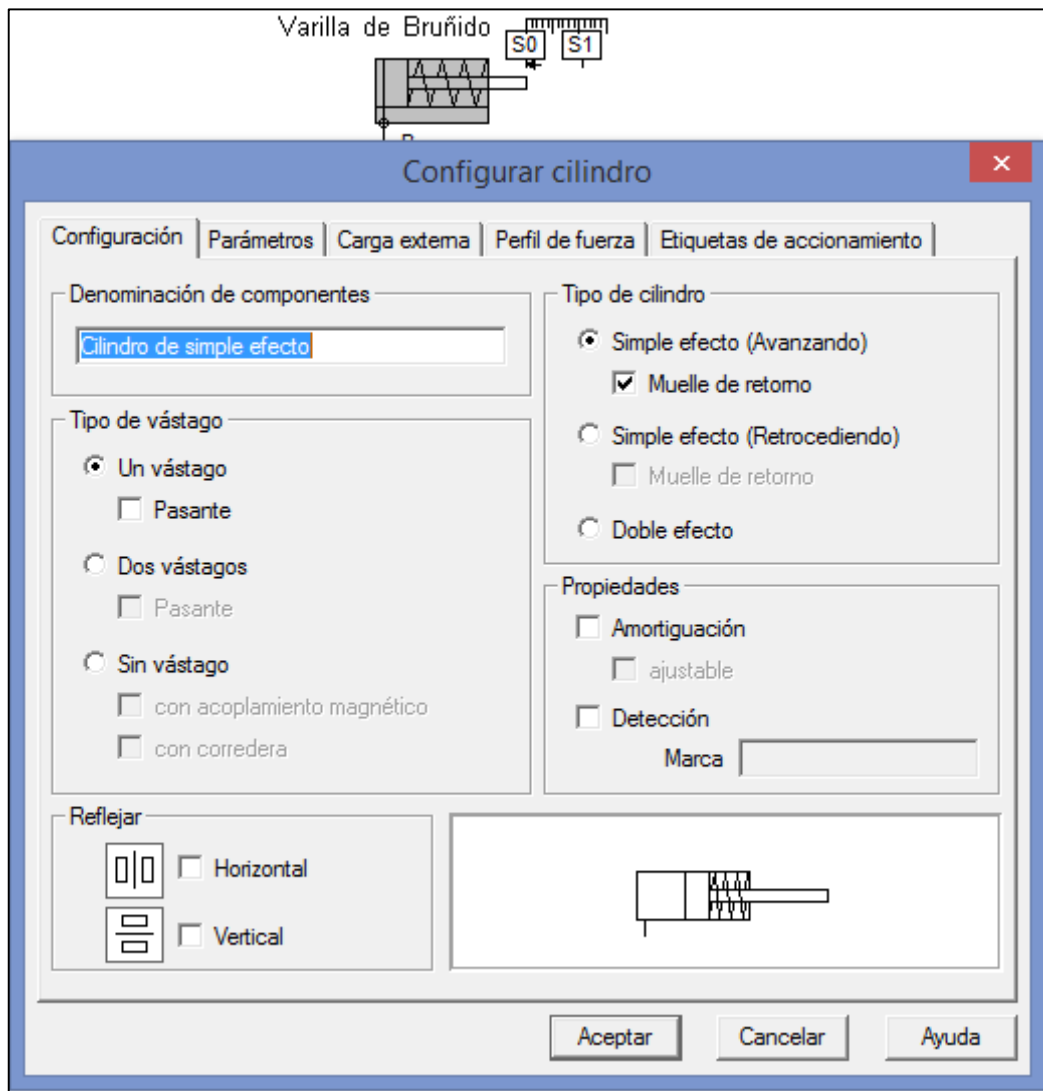 Varilla de Bruñido
S0 S1
Configurar cilindro
Configuración Parámetros Carga externa Perfil de fuerza Etiquetas de accionamiento
Denominación de componentes
Cilindro de simple efecto
Tipo de vástago
Un vástago
Pasante
Dos vástagos
Pasante
Sin vástago
con acoplamiento magnético
con corredera
Tipo de cilindro
Simple efecto (Avanzando)
Muelle de retorno
Simple efecto (Retrocediendo)
Muelle de retorno
Doble efecto
Propiedades
Amortiguación
ajustable
Detección
Marca
Reflejar
Horizontal
Vertical
Aceptar Cancelar Ayuda